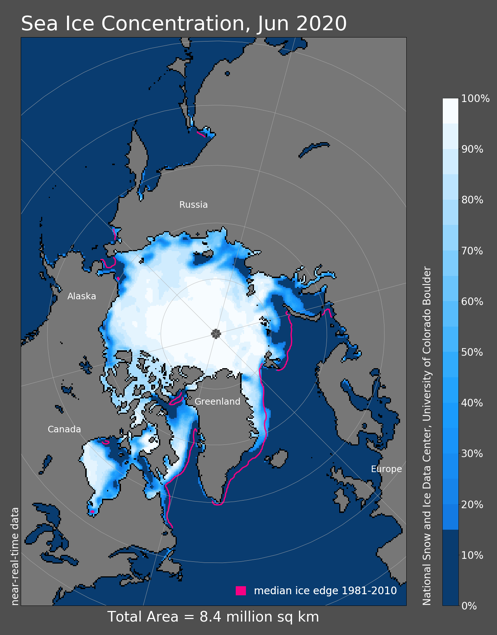 Sea Ice Concentration, Jun 2020
Russia
Alaska
Greenland
Canada
Europe
near-real-time data
median ice edge 1981-2010
Total Area = 8.4 million sq km
100%
90%
80%
70%
60%
50%
40%
30%
20%
10%
0%
National Snow and Ice Data Center, University of Colorado Boulder